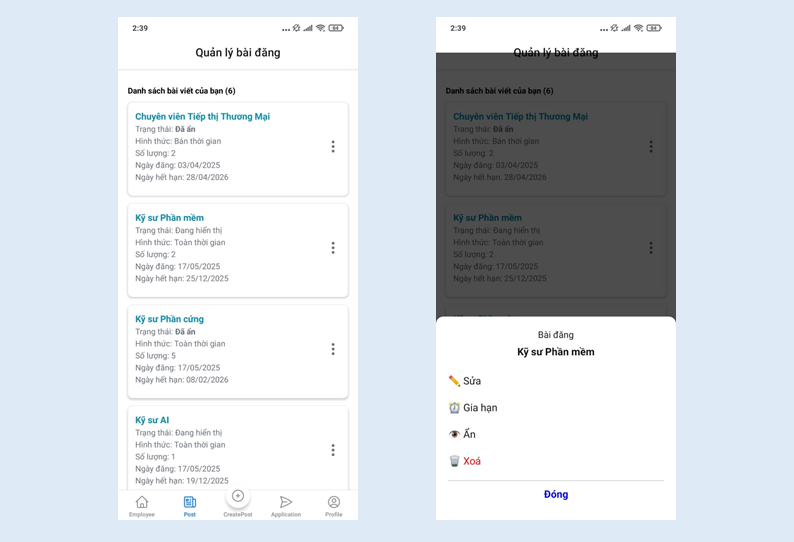 2:39
84
Quản lý bài đăng
Danh sách bài viết của bạn (6)
Chuyên viên Tiếp thị Thương Mại
Trạng thái: Đã ẩn
Hình thức: Bán thời gian
Số lượng: 2
Ngày đăng: 03/04/2025
Ngày hết hạn: 28/04/2026
Kỹ sư Phần mềm
Trạng thái: Đang hiển thị
Hình thức: Toàn thời gian
Số lượng: 2
Ngày đăng: 17/05/2025
Ngày hết hạn: 25/12/2025
Kỹ sư Phần cứng
Trạng thái: Đã ẩn
Hình thức: Toàn thời gian
Số lượng: 5
Ngày đăng: 17/05/2025
Ngày hết hạn: 08/02/2026
Kỹ sư AI
Trạng thái: Đang hiển thị
Hình thức: Toàn thời gian
Số lượng: 1
Ngày đăng: 17/05/2025
Ngày hết hạn: 19/12/2025
Employee
Post
CreatePost
Application
Profile
2:39
84
Quản lý bài đăng
Danh sách bài viết của bạn (6)
Chuyên viên Tiếp thị Thương Mại
Trạng thái: Đã ẩn
Hình thức: Bán thời gian
Số lượng: 2
Ngày đăng: 03/04/2025
Ngày hết hạn: 28/04/2026
Kỹ sư Phần mềm
Trạng thái: Đang hiển thị
Hình thức: Toàn thời gian
Số lượng: 2
Ngày đăng: 17/05/2025
Ngày hết hạn: 25/12/2025
Bài đăng
Kỹ sư Phần mềm
Sửa
Gia hạn
Ẩn
Xoá
Đóng